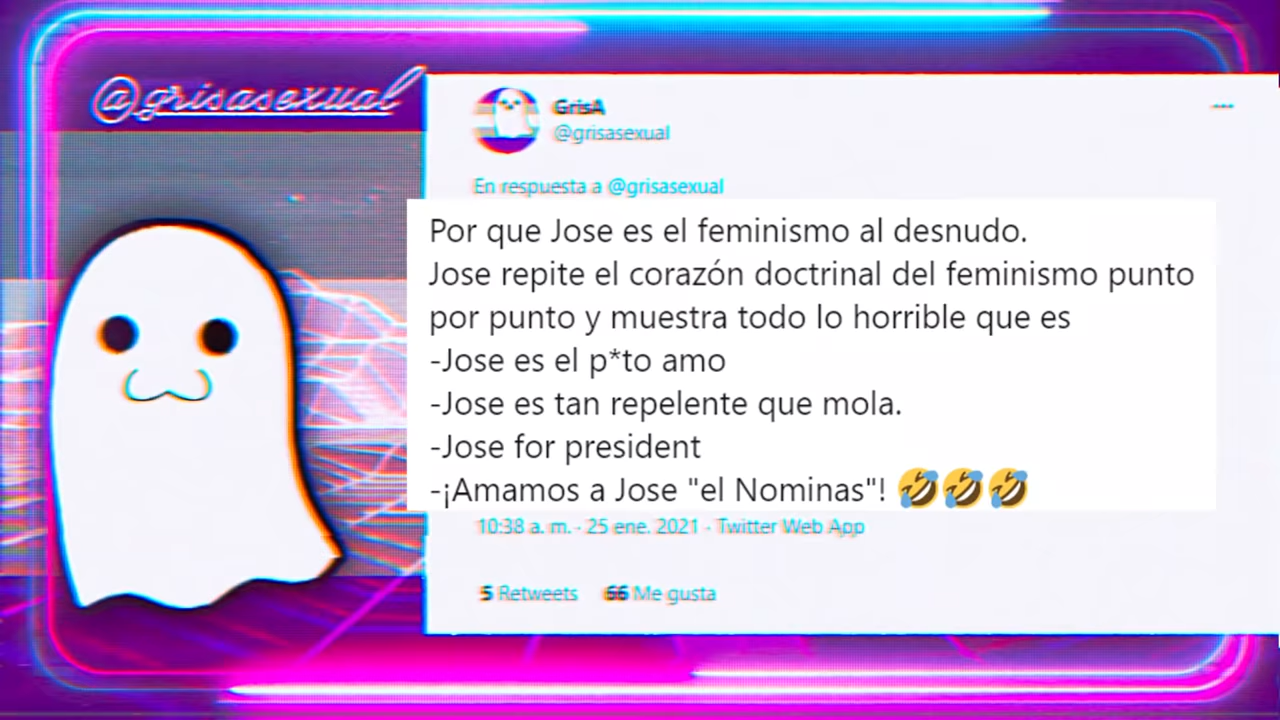 @grisasexual
GrisA
@grisasexual
En respuesta a @grisasexual
Por que Jose es el feminismo al desnudo.
Jose repite el corazón doctrinal del feminismo punto
por punto y muestra todo lo horrible que es
-Jose es el p*to amo
-Jose es tan repelente que mola.
-Jose for president
-¡Amamos a Jose "el Nominas"! 🤣🤣🤣
10:38 a. m. · 25 ene. 2021 · Twitter Web App
5 Retweets 66 Me gusta